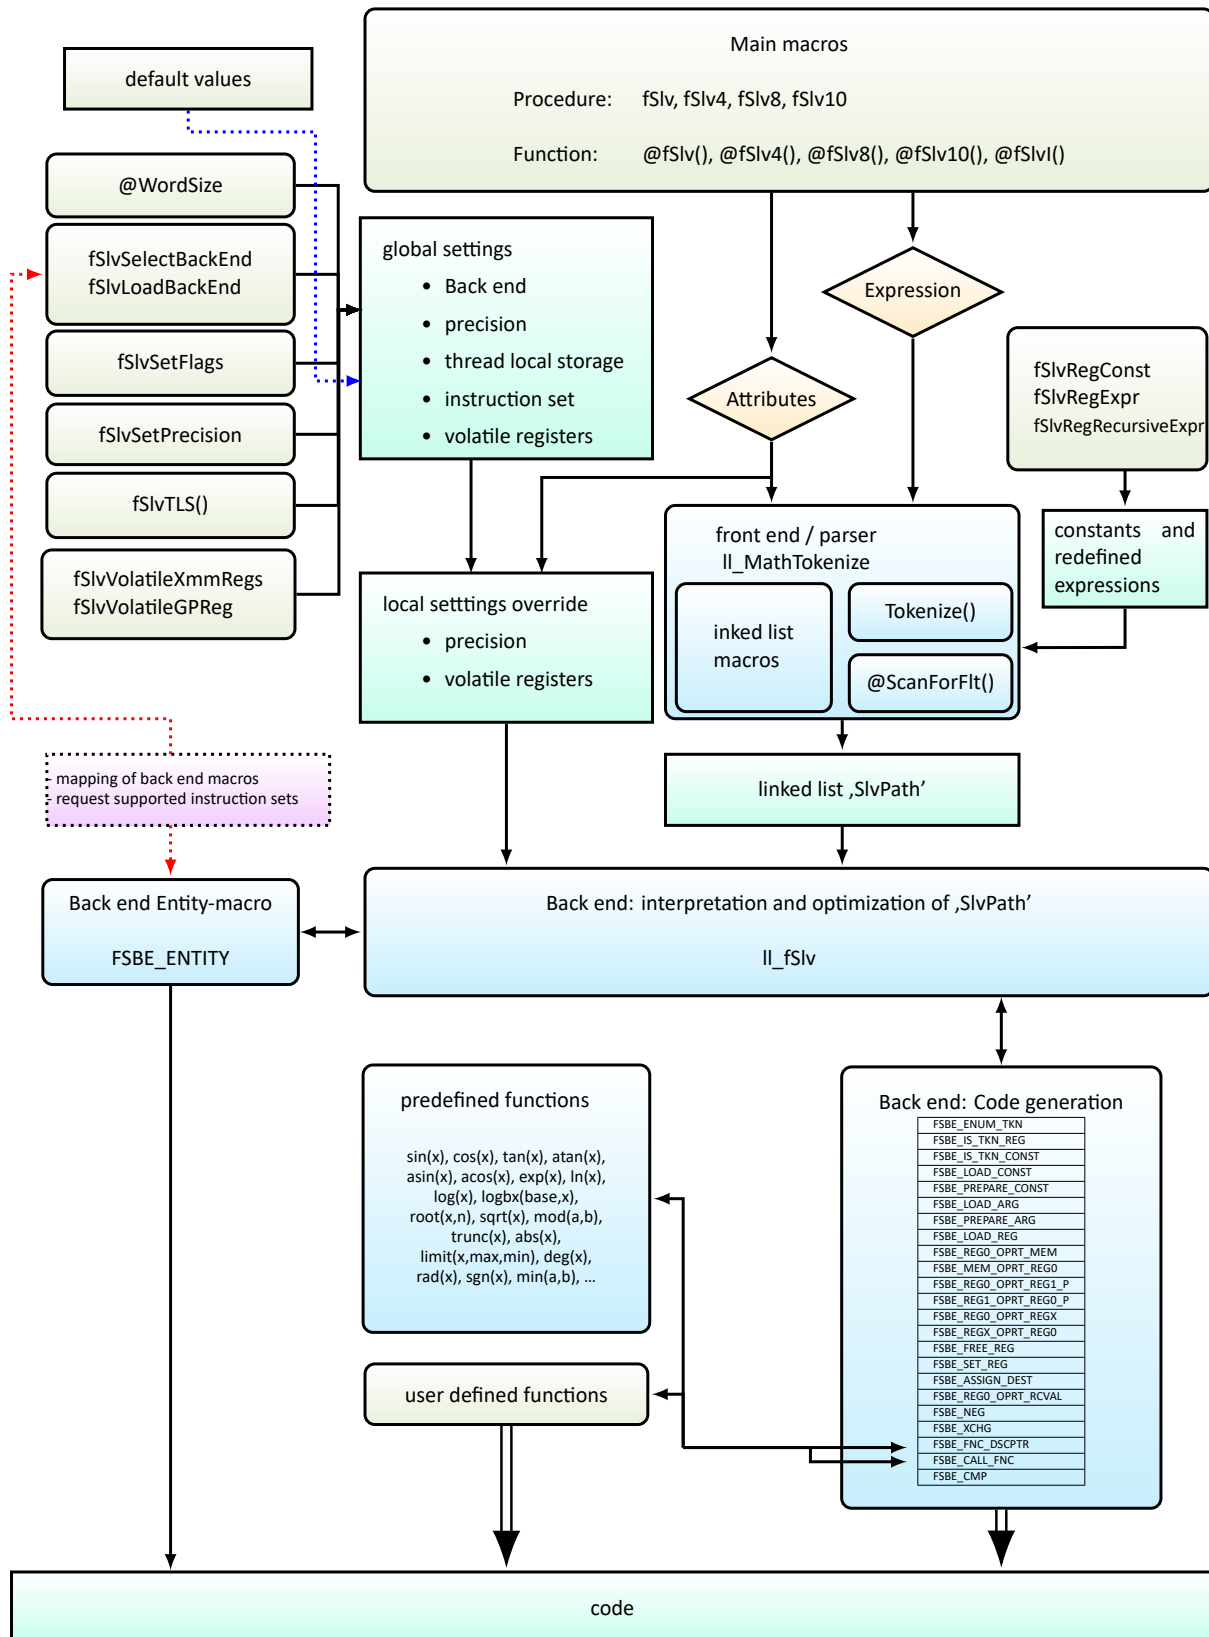 Main macros
Procedure: fSlv, fSlv4, fSlv8, fSlv10
Function: @fSlv(), @fSlv4(), @fSlv8(), @fSlv10(), @fSlvI()
default values
@WordSize
fSlvSelectBackEnd
fSlvLoadBackEnd
fSlvSetFlags
fSlvSetPrecision
fSlvTLS()
fSlvVolatileXmmRegs
fSlvVolatileGPReg
global settings
• Back end
• precision
• thread local storage
• instruction set
• volatile registers
Expression
Attributes
fSlvRegConst
fSlvRegExpr
fSlvRegRecursiveExpr
constants and
redefined
expressions
front end / parser
ll_MathTokenize
inked list
macros
Tokenize()
@ScanForFlt()
local setttings override
• precision
• volatile registers
linked list ‚SlvPath’
- mapping of back end macros
- request supported instruction sets
Back end Entity-macro
FSBE_ENTITY
Back end: interpretation and optimization of ‚SlvPath’
ll_fSlv
predefined functions
sin(x), cos(x), tan(x), atan(x),
asin(x), acos(x), exp(x), ln(x),
log(x), logbx(base,x),
root(x,n), sqrt(x), mod(a,b),
trunc(x), abs(x),
limit(x,max,min), deg(x),
rad(x), sgn(x), min(a,b), ...
user defined functions
Back end: Code generation
FSBE_ENUM_TKN
FSBE_IS_TKN_REG
FSBE_IS_TKN_CONST
FSBE_LOAD_CONST
FSBE_PREPARE_CONST
FSBE_LOAD_ARG
FSBE_PREPARE_ARG
FSBE_LOAD_REG
FSBE_REG0_OPRT_MEM
FSBE_MEM_OPRT_REG0
FSBE_REG0_OPRT_REG1_P
FSBE_REG1_OPRT_REG0_P
FSBE_REG0_OPRT_REGX
FSBE_REGX_OPRT_REG0
FSBE_FREE_REG
FSBE_SET_REG
FSBE_ASSIGN_DEST
FSBE_REG0_OPRT_RCVAL
FSBE_NEG
FSBE_XCHG
FSBE_FNC_DSCPTR
FSBE_CALL_FNC
FSBE_CMP
code